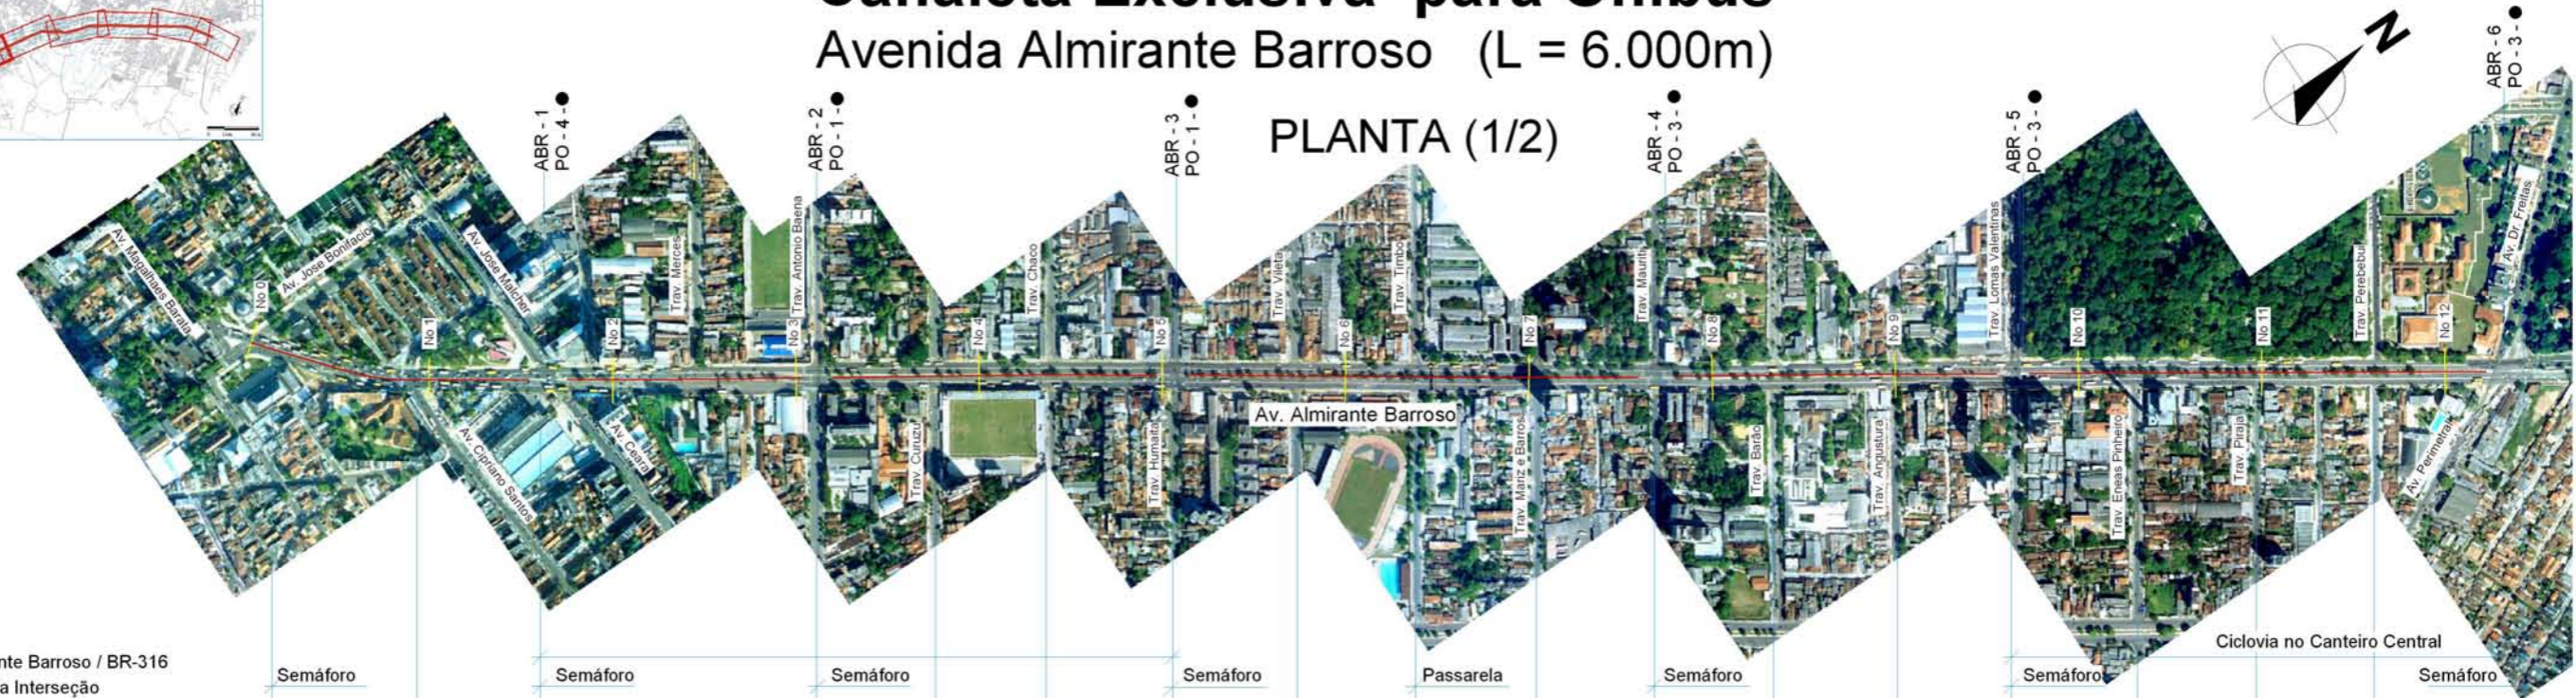 Canaleta Exclusiva para Ônibus
Avenida Almirante Barroso (L = 6.000m)
PLANTA (1/2)
N
ABR - 1
PO - 4 -
ABR - 2
PO - 1 -
ABR - 3
PO - 1 -
ABR - 4
PO - 3 -
ABR - 5
PO - 3 -
ABR - 6
PO - 3 -
Av. Magalhaes Barata
No 0
Av. Jose Bonifacio
No 1
Av. Jose Malcher
No 2
Trav. Merces
No 3
Trav. Antonio Baena
No 4
Trav. Chaco
No 5
Trav. Vileta
No 6
Trav. Timbo
No 7
Trav. Mauriti
No 8
No 9
Trav. Lomas Valentinas
No 10
No 11
Trav. Perebebui
No 12
Av. Dr. Freitas
Av. Almirante Barroso
Av. Cipriano Santos
Av. Ceara
Trav. Curuzu
Trav. Humaita
Trav. Mariz e Barros
Trav. Barão
Trav. Angustura
Trav. Eneas Pinheiro
Trav. Piraja
Av. Perimetral
Ciclovia no Canteiro Central
nte Barroso / BR-316
a Interseção
Semáforo
Semáforo
Semáforo
Semáforo
Passarela
Semáforo
Semáforo
Semáforo